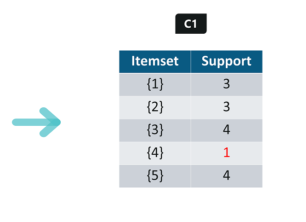 C1
Itemset Support
{1} 3
{2} 3
{3} 4
{4} 1
{5} 4